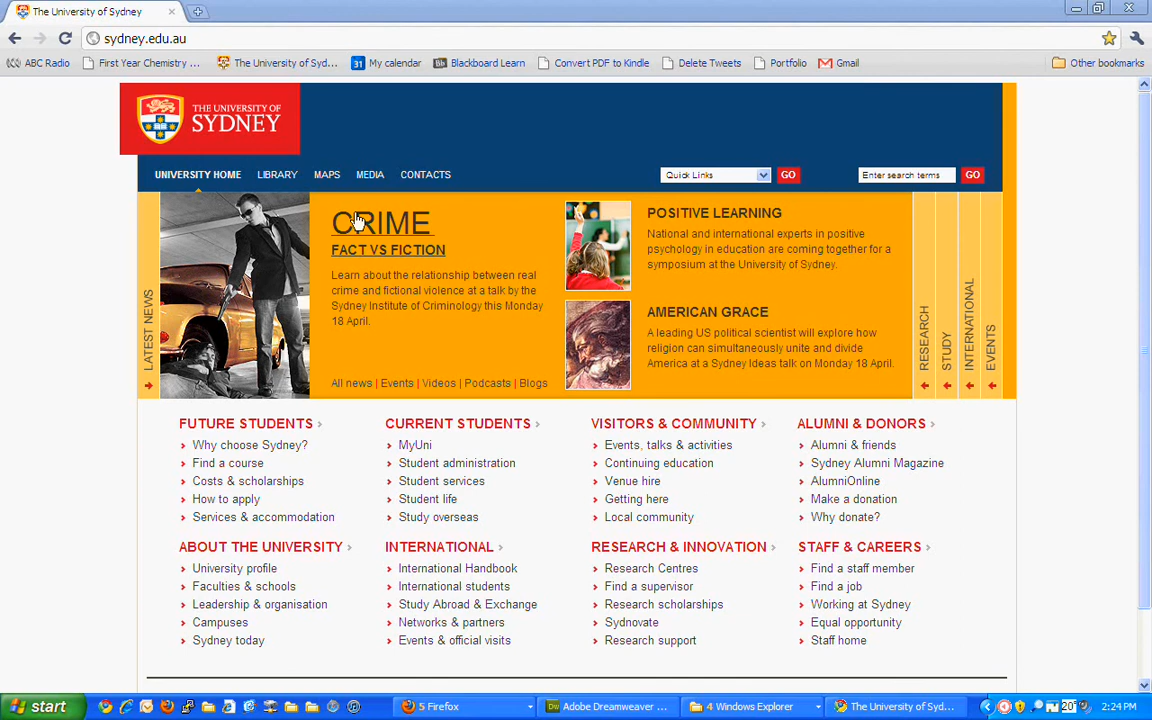 The University of Sydney
sydney.edu.au
ABC Radio
First Year Chemistry ...
The University of Syd...
31
My calendar
Bb
Blackboard Learn
Convert PDF to Kindle
Delete Tweets
Portfolio
Gmail
Other bookmarks
THE UNIVERSITY OF
SYDNEY
UNIVERSITY HOME
LIBRARY
MAPS
MEDIA
CONTACTS
Quick Links
GO
Enter search terms
GO
LATEST NEWS
CRIME
FACT VS FICTION
Learn about the relationship between real
crime and fictional violence at a talk by the
Sydney Institute of Criminology this Monday
18 April.
All news | Events | Videos | Podcasts | Blogs
POSITIVE LEARNING
National and international experts in positive
psychology in education are coming together for a
symposium at the University of Sydney.
AMERICAN GRACE
A leading US political scientist will explore how
religion can simultaneously unite and divide
America at a Sydney Ideas talk on Monday 18 April.
RESEARCH
STUDY
INTERNATIONAL
EVENTS
FUTURE STUDENTS
Why choose Sydney?
Find a course
Costs & scholarships
How to apply
Services & accommodation
CURRENT STUDENTS
MyUni
Student administration
Student services
Student life
Study overseas
VISITORS & COMMUNITY
Events, talks & activities
Continuing education
Venue hire
Getting here
Local community
ALUMNI & DONORS
Alumni & friends
Sydney Alumni Magazine
AlumniOnline
Make a donation
Why donate?
ABOUT THE UNIVERSITY
University profile
Faculties & schools
Leadership & organisation
Campuses
Sydney today
INTERNATIONAL
International Handbook
International students
Study Abroad & Exchange
Networks & partners
Events & official visits
RESEARCH & INNOVATION
Research Centres
Find a supervisor
Research scholarships
Sydnovate
Research support
STAFF & CAREERS
Find a staff member
Find a job
Working at Sydney
Equal opportunity
Staff home
start
5 Firefox
Dw
Adobe Dreamweaver ...
4 Windows Explorer
The University of Syd...
20°
2:24 PM